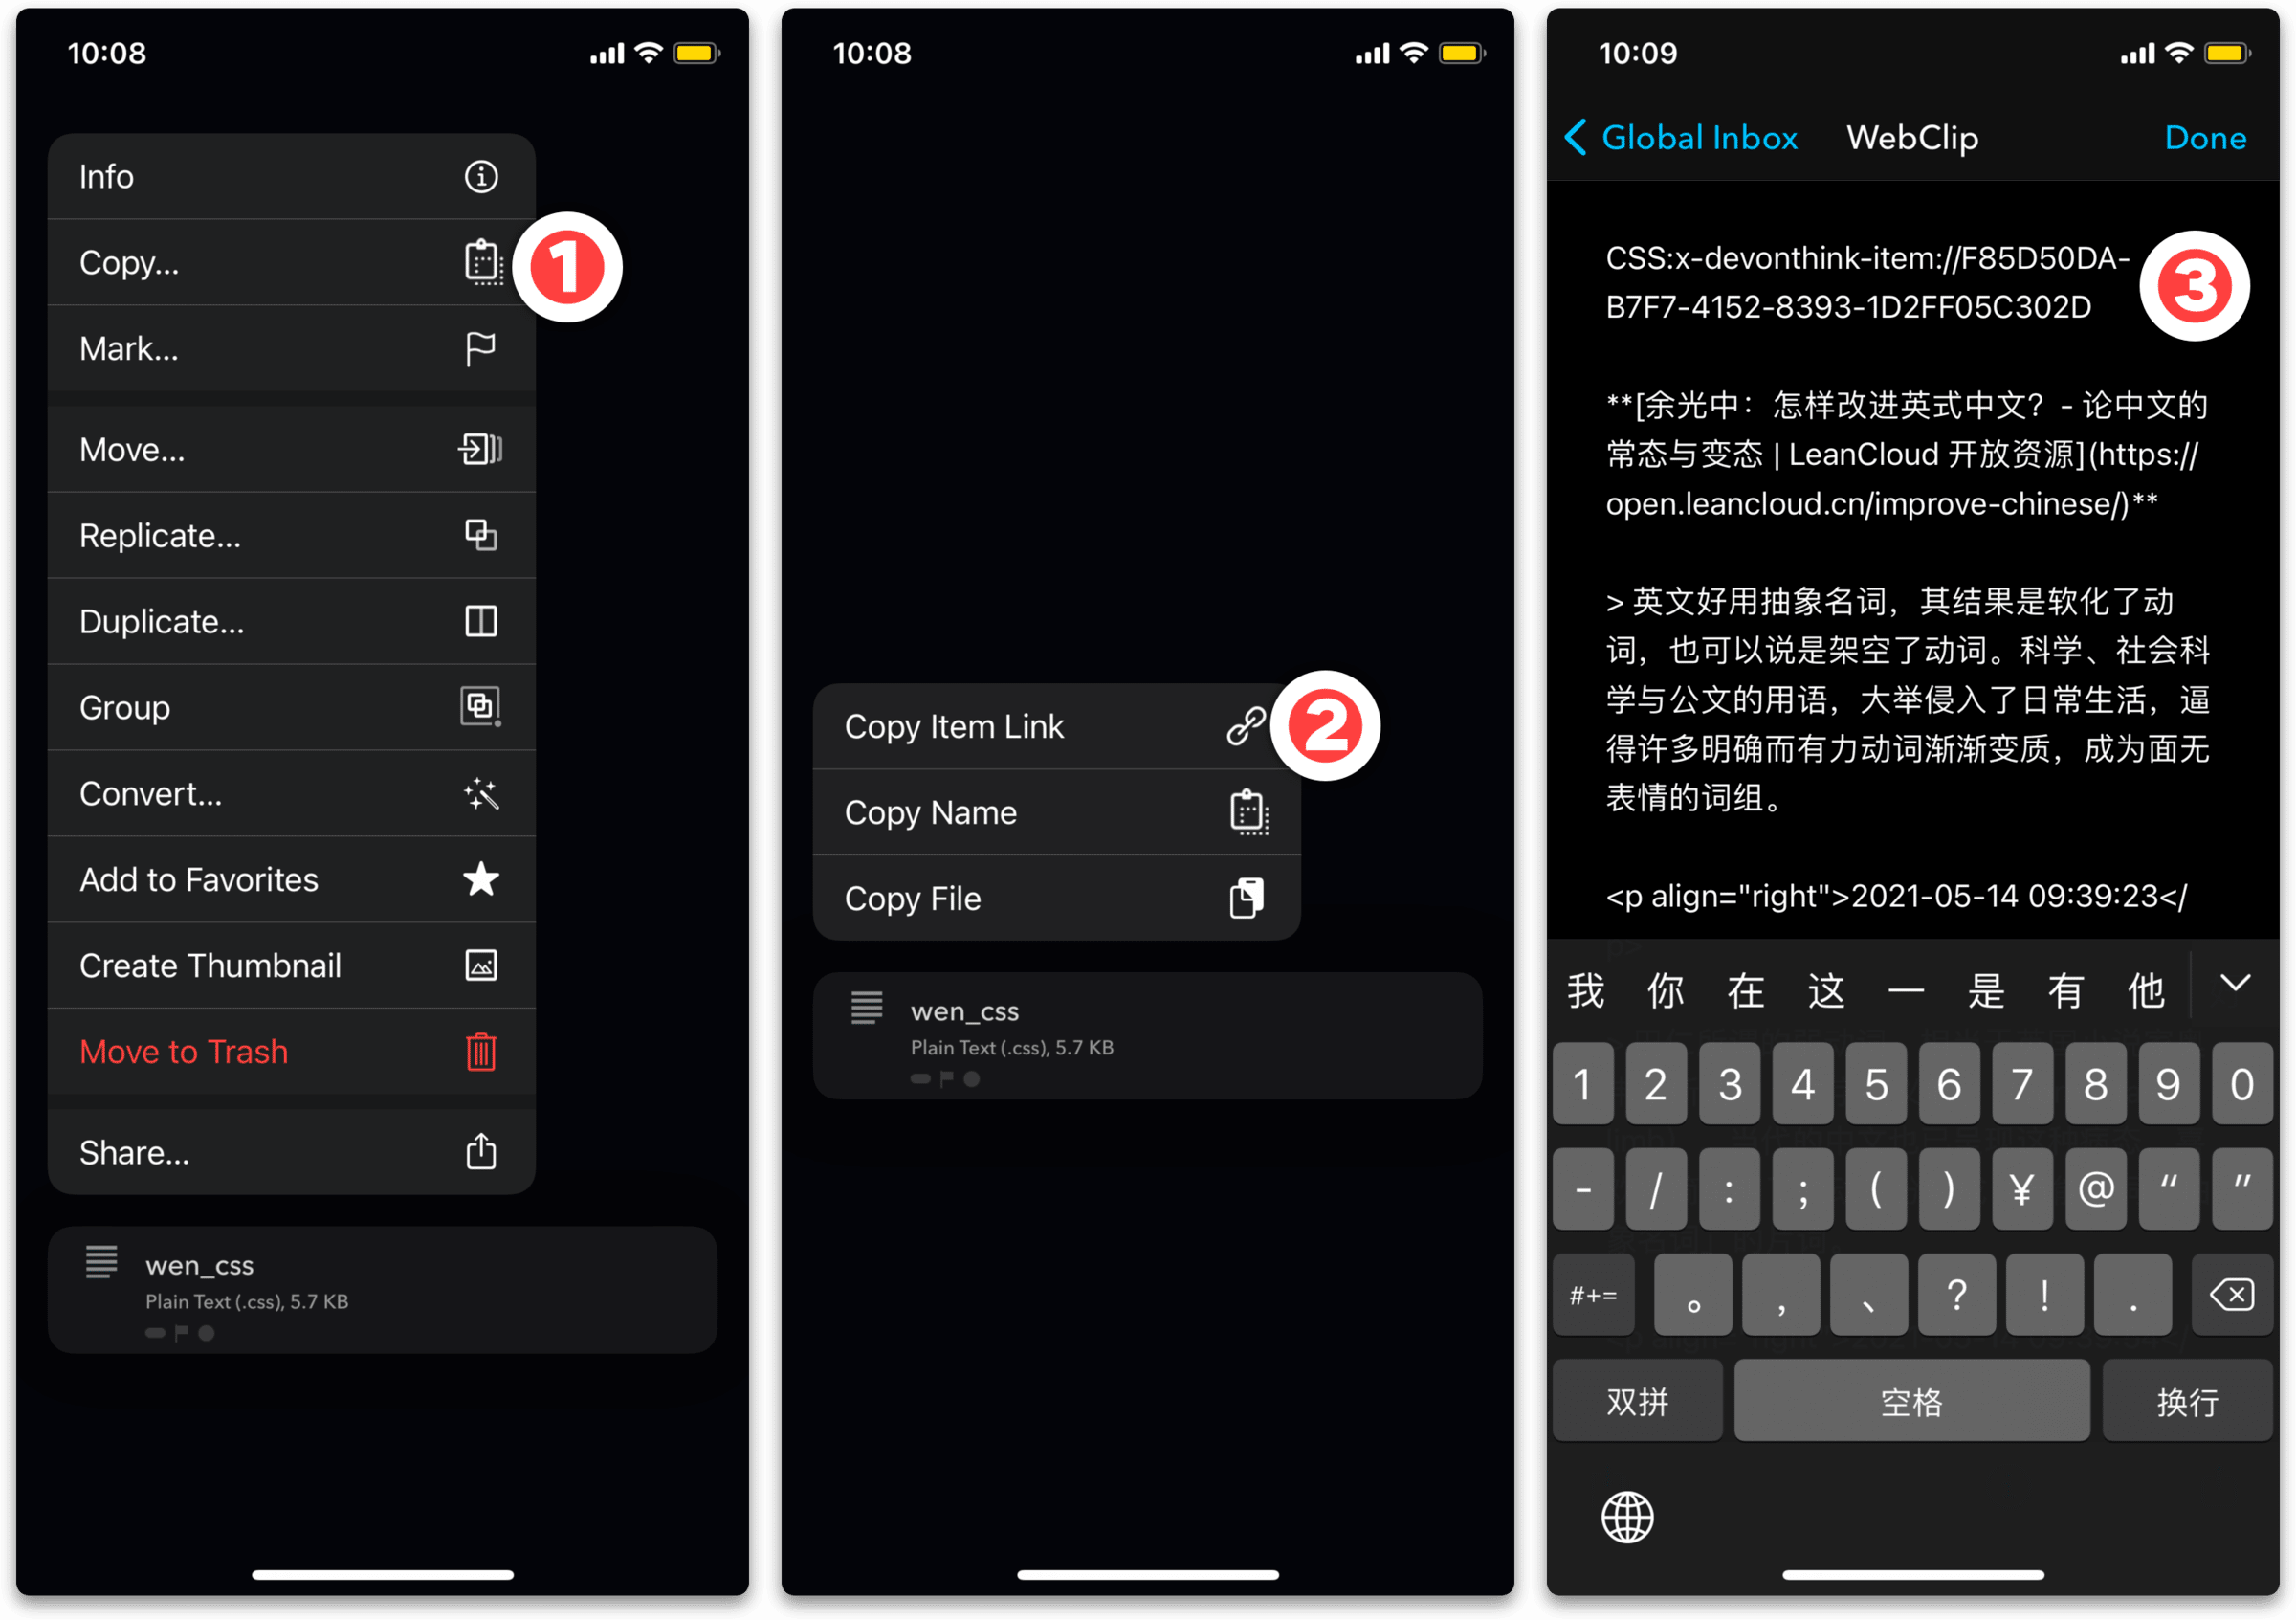 10:08
Info
Copy...
1
Mark...
Move...
Replicate...
Duplicate...
Group
Convert...
Add to Favorites
Create Thumbnail
Move to Trash
Share...
wen_css
Plain Text (.css), 5.7 KB
10:08
Copy Item Link
2
Copy Name
Copy File
wen_css
Plain Text (.css), 5.7 KB
10:09
Global Inbox WebClip Done
CSS:x-devonthink-item://F85D50DA-
B7F7-4152-8393-1D2FF05C302D
3
**[余光中：怎样改进英式中文？- 论中文的
常态与变态 | LeanCloud 开放资源](https://
open.leancloud.cn/improve-chinese/)**
> 英文好用抽象名词，其结果是软化了动
词，也可以说是架空了动词。科学、社会科
学与公文的用语，大举侵入了日常生活，逼
得许多明确而有力动词渐渐变质，成为面无
表情的词组。
<p align="right">2021-05-14 09:39:23</
p>
我 你 在 这 一 是 有 他
1 2 3 4 5 6 7 8 9 0
- / : ; ( ) ¥ @ “ ”
#+= 。 , 、 ? ! .
双拼 空格 换行